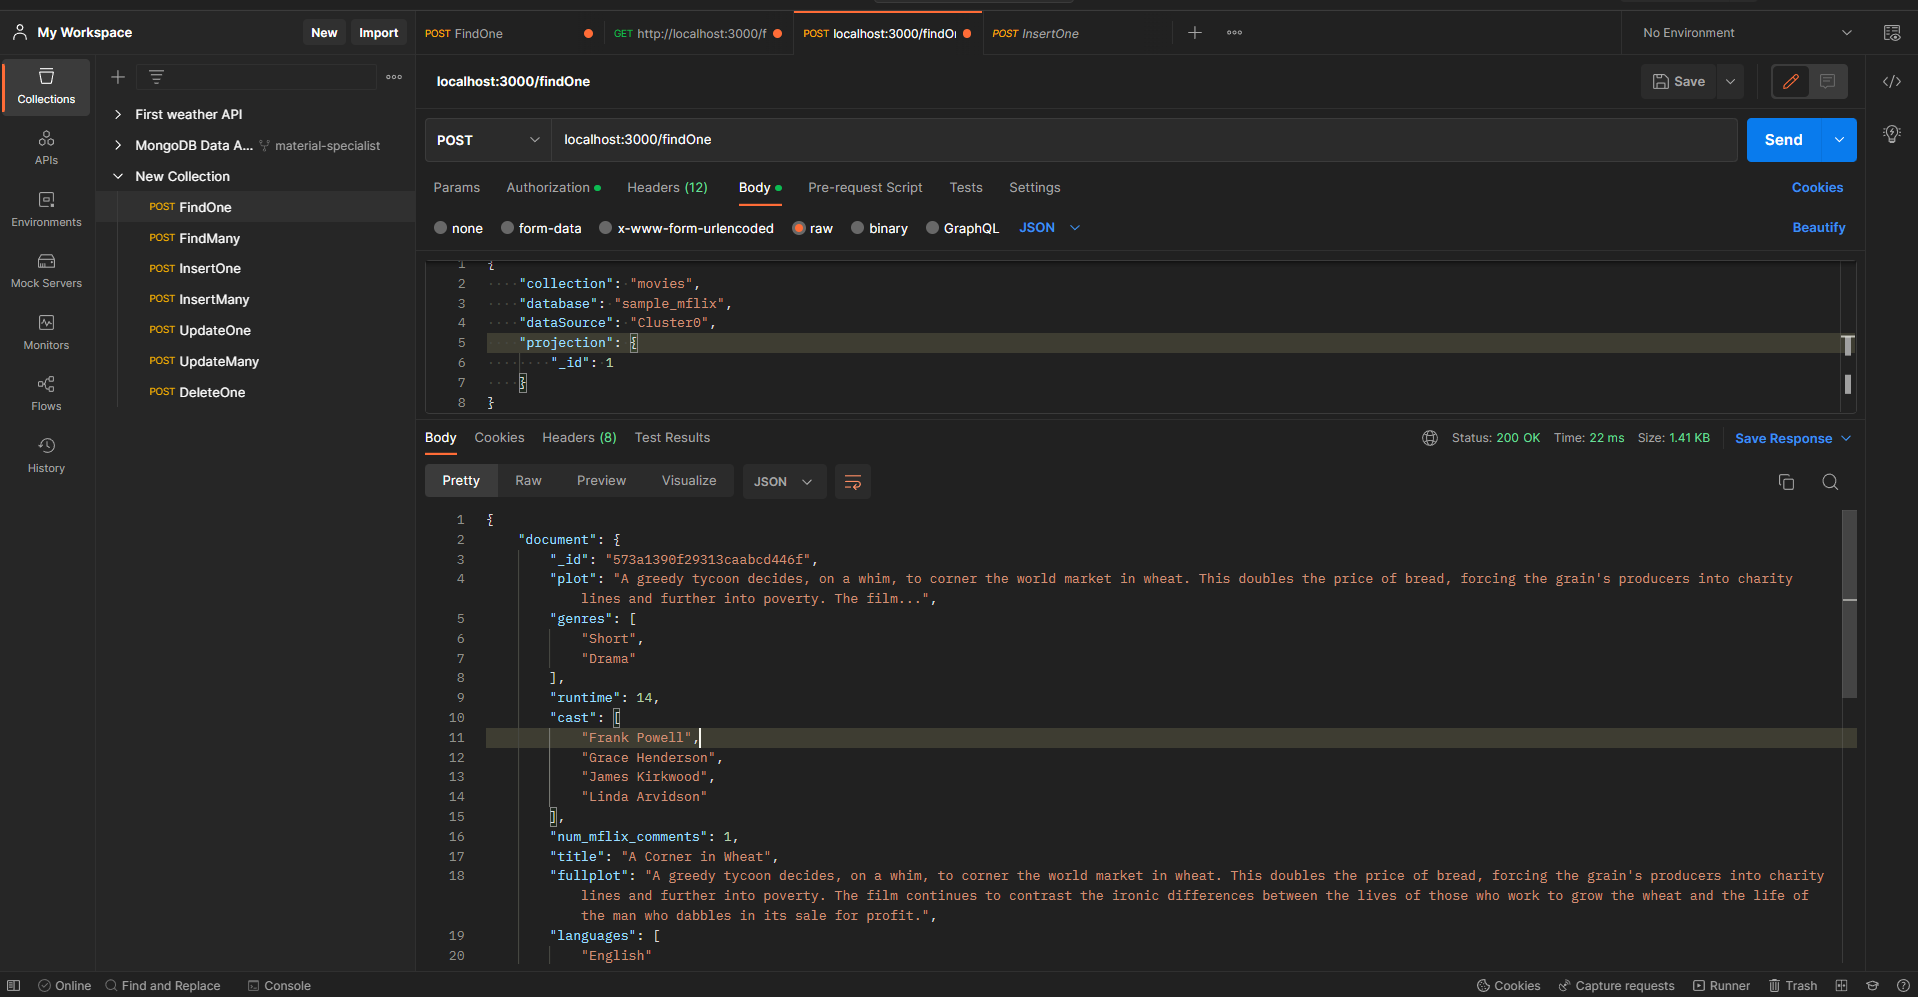 My Workspace
New
Import
POST FindOne
GET http://localhost:3000/f
POST localhost:3000/findO
POST InsertOne
No Environment
Collections
APIs
Environments
Mock Servers
Monitors
Flows
History
First weather API
MongoDB Data A... material-specialist
New Collection
POST FindOne
POST FindMany
POST InsertOne
POST InsertMany
POST UpdateOne
POST UpdateMany
POST DeleteOne
localhost:3000/findOne
Save
POST
localhost:3000/findOne
Send
Params Authorization Headers (12) Body Pre-request Script Tests Settings Cookies
none form-data x-www-form-urlencoded raw binary GraphQL JSON Beautify
1 {
2 "collection": "movies",
3 "database": "sample_mflix",
4 "dataSource": "Cluster0",
5 "projection": {
6 "_id": 1
7 }
8 }
Body Cookies Headers (8) Test Results Status: 200 OK Time: 22 ms Size: 1.41 KB Save Response
Pretty Raw Preview Visualize JSON
1 {
2 "document": {
3 "_id": "573a1390f29313caabcd446f",
4 "plot": "A greedy tycoon decides, on a whim, to corner the world market in wheat. This doubles the price of bread, forcing the grain's producers into charity
lines and further into poverty. The film...",
5 "genres": [
6 "Short",
7 "Drama"
8 ],
9 "runtime": 14,
10 "cast": [
11 "Frank Powell",
12 "Grace Henderson",
13 "James Kirkwood",
14 "Linda Arvidson"
15 ],
16 "num_mflix_comments": 1,
17 "title": "A Corner in Wheat",
18 "fullplot": "A greedy tycoon decides, on a whim, to corner the world market in wheat. This doubles the price of bread, forcing the grain's producers into charity
lines and further into poverty. The film continues to contrast the ironic differences between the lives of those who work to grow the wheat and the life of
the man who dabbles in its sale for profit.",
19 "languages": [
20 "English"
Online Find and Replace Console Cookies Capture requests Runner Trash